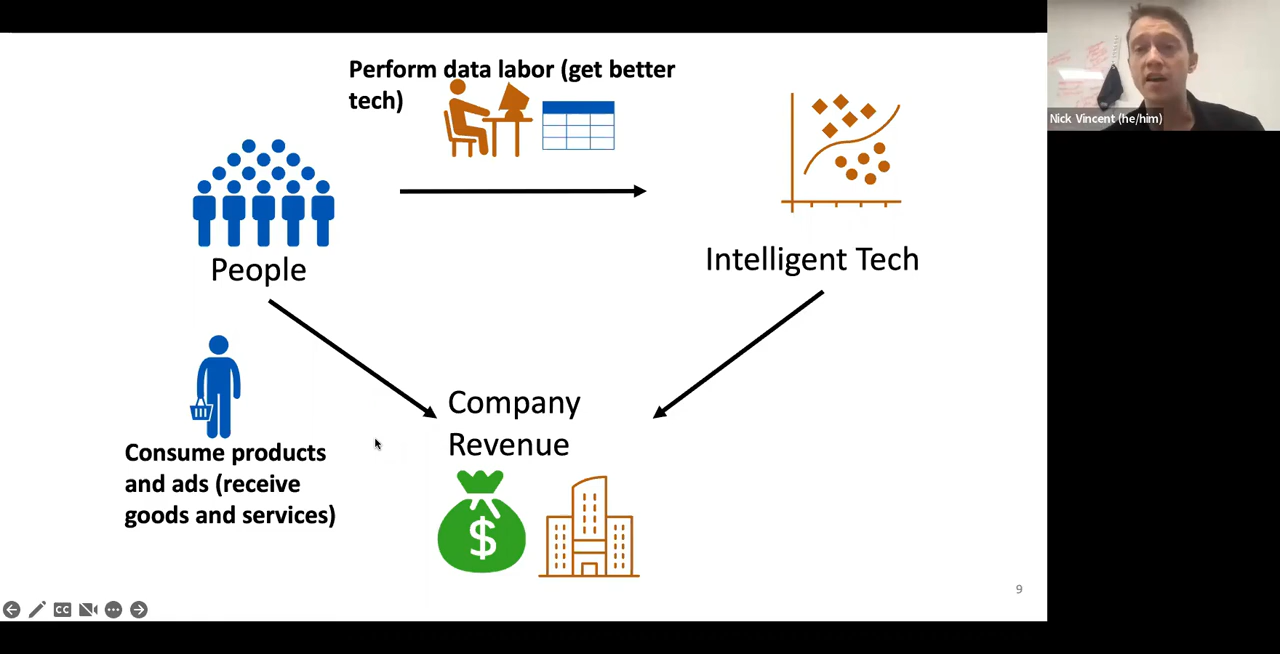 Perform data labor (get better
tech)
Nick Vincent (he/him)
People
Intelligent Tech
Company
Revenue
Consume products
and ads (receive
goods and services)
$
9
CC